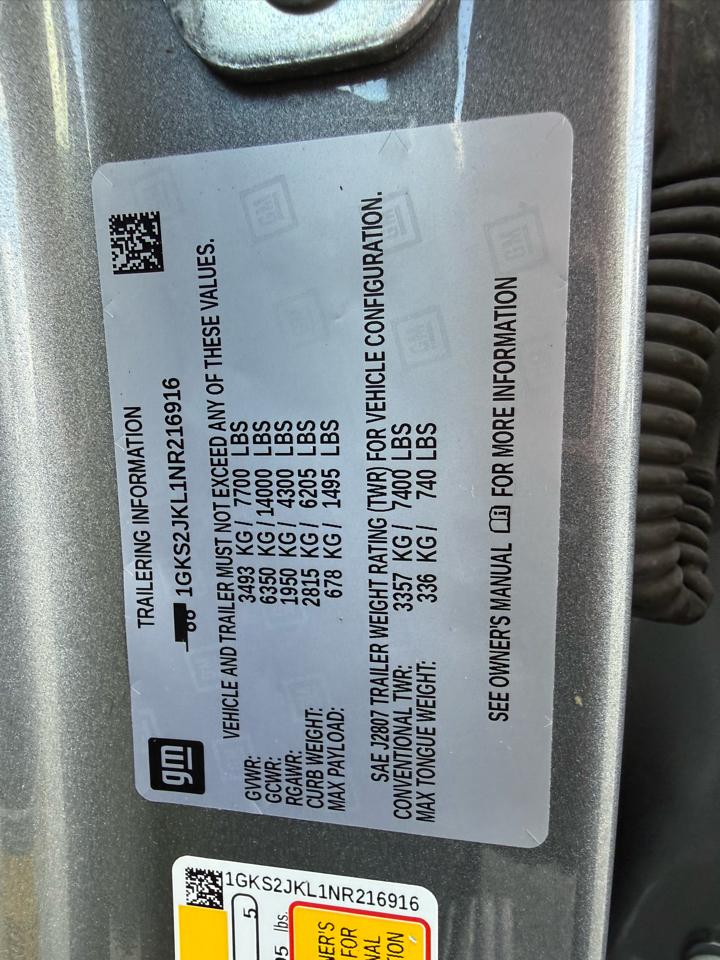 gm
TRAILERING INFORMATION
1GKS2JKL1NR216916
VEHICLE AND TRAILER MUST NOT EXCEED ANY OF THESE VALUES.
GVWR: 3493 KG / 7700 LBS
GCWR: 6350 KG / 14000 LBS
RGAWR: 1950 KG / 4300 LBS
CURB WEIGHT: 2815 KG / 6205 LBS
MAX PAYLOAD: 678 KG / 1495 LBS
SAE J2807 TRAILER WEIGHT RATING (TWR) FOR VEHICLE CONFIGURATION.
CONVENTIONAL TWR: 3357 KG / 7400 LBS
MAX TONGUE WEIGHT: 336 KG / 740 LBS
SEE OWNER'S MANUAL FOR MORE INFORMATION
1GKS2JKL1NR216916
5
lbs.
FOR